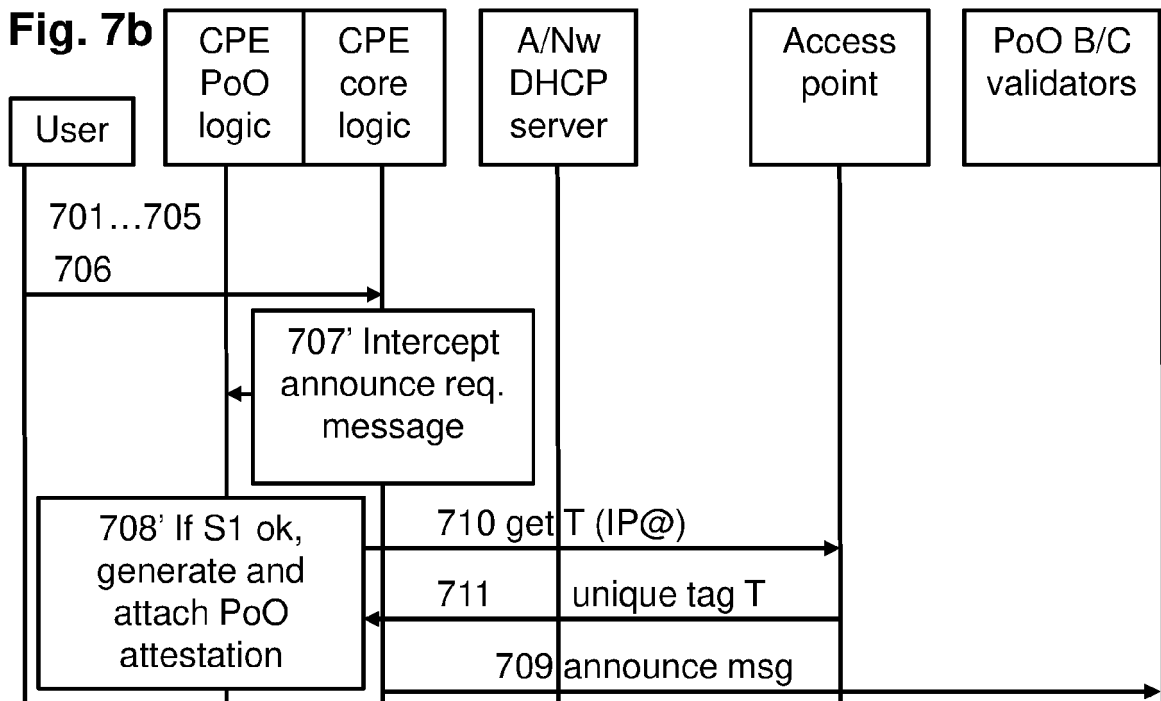 Fig. 7b
User
CPE
PoO
logic
CPE
core
logic
A/Nw
DHCP
server
Access
point
PoO B/C
validators
701…705
706
707’ Intercept
announce req.
message
708’ If S1 ok,
generate and
attach PoO
attestation
710 get T (IP@)
711 unique tag T
709 announce msg